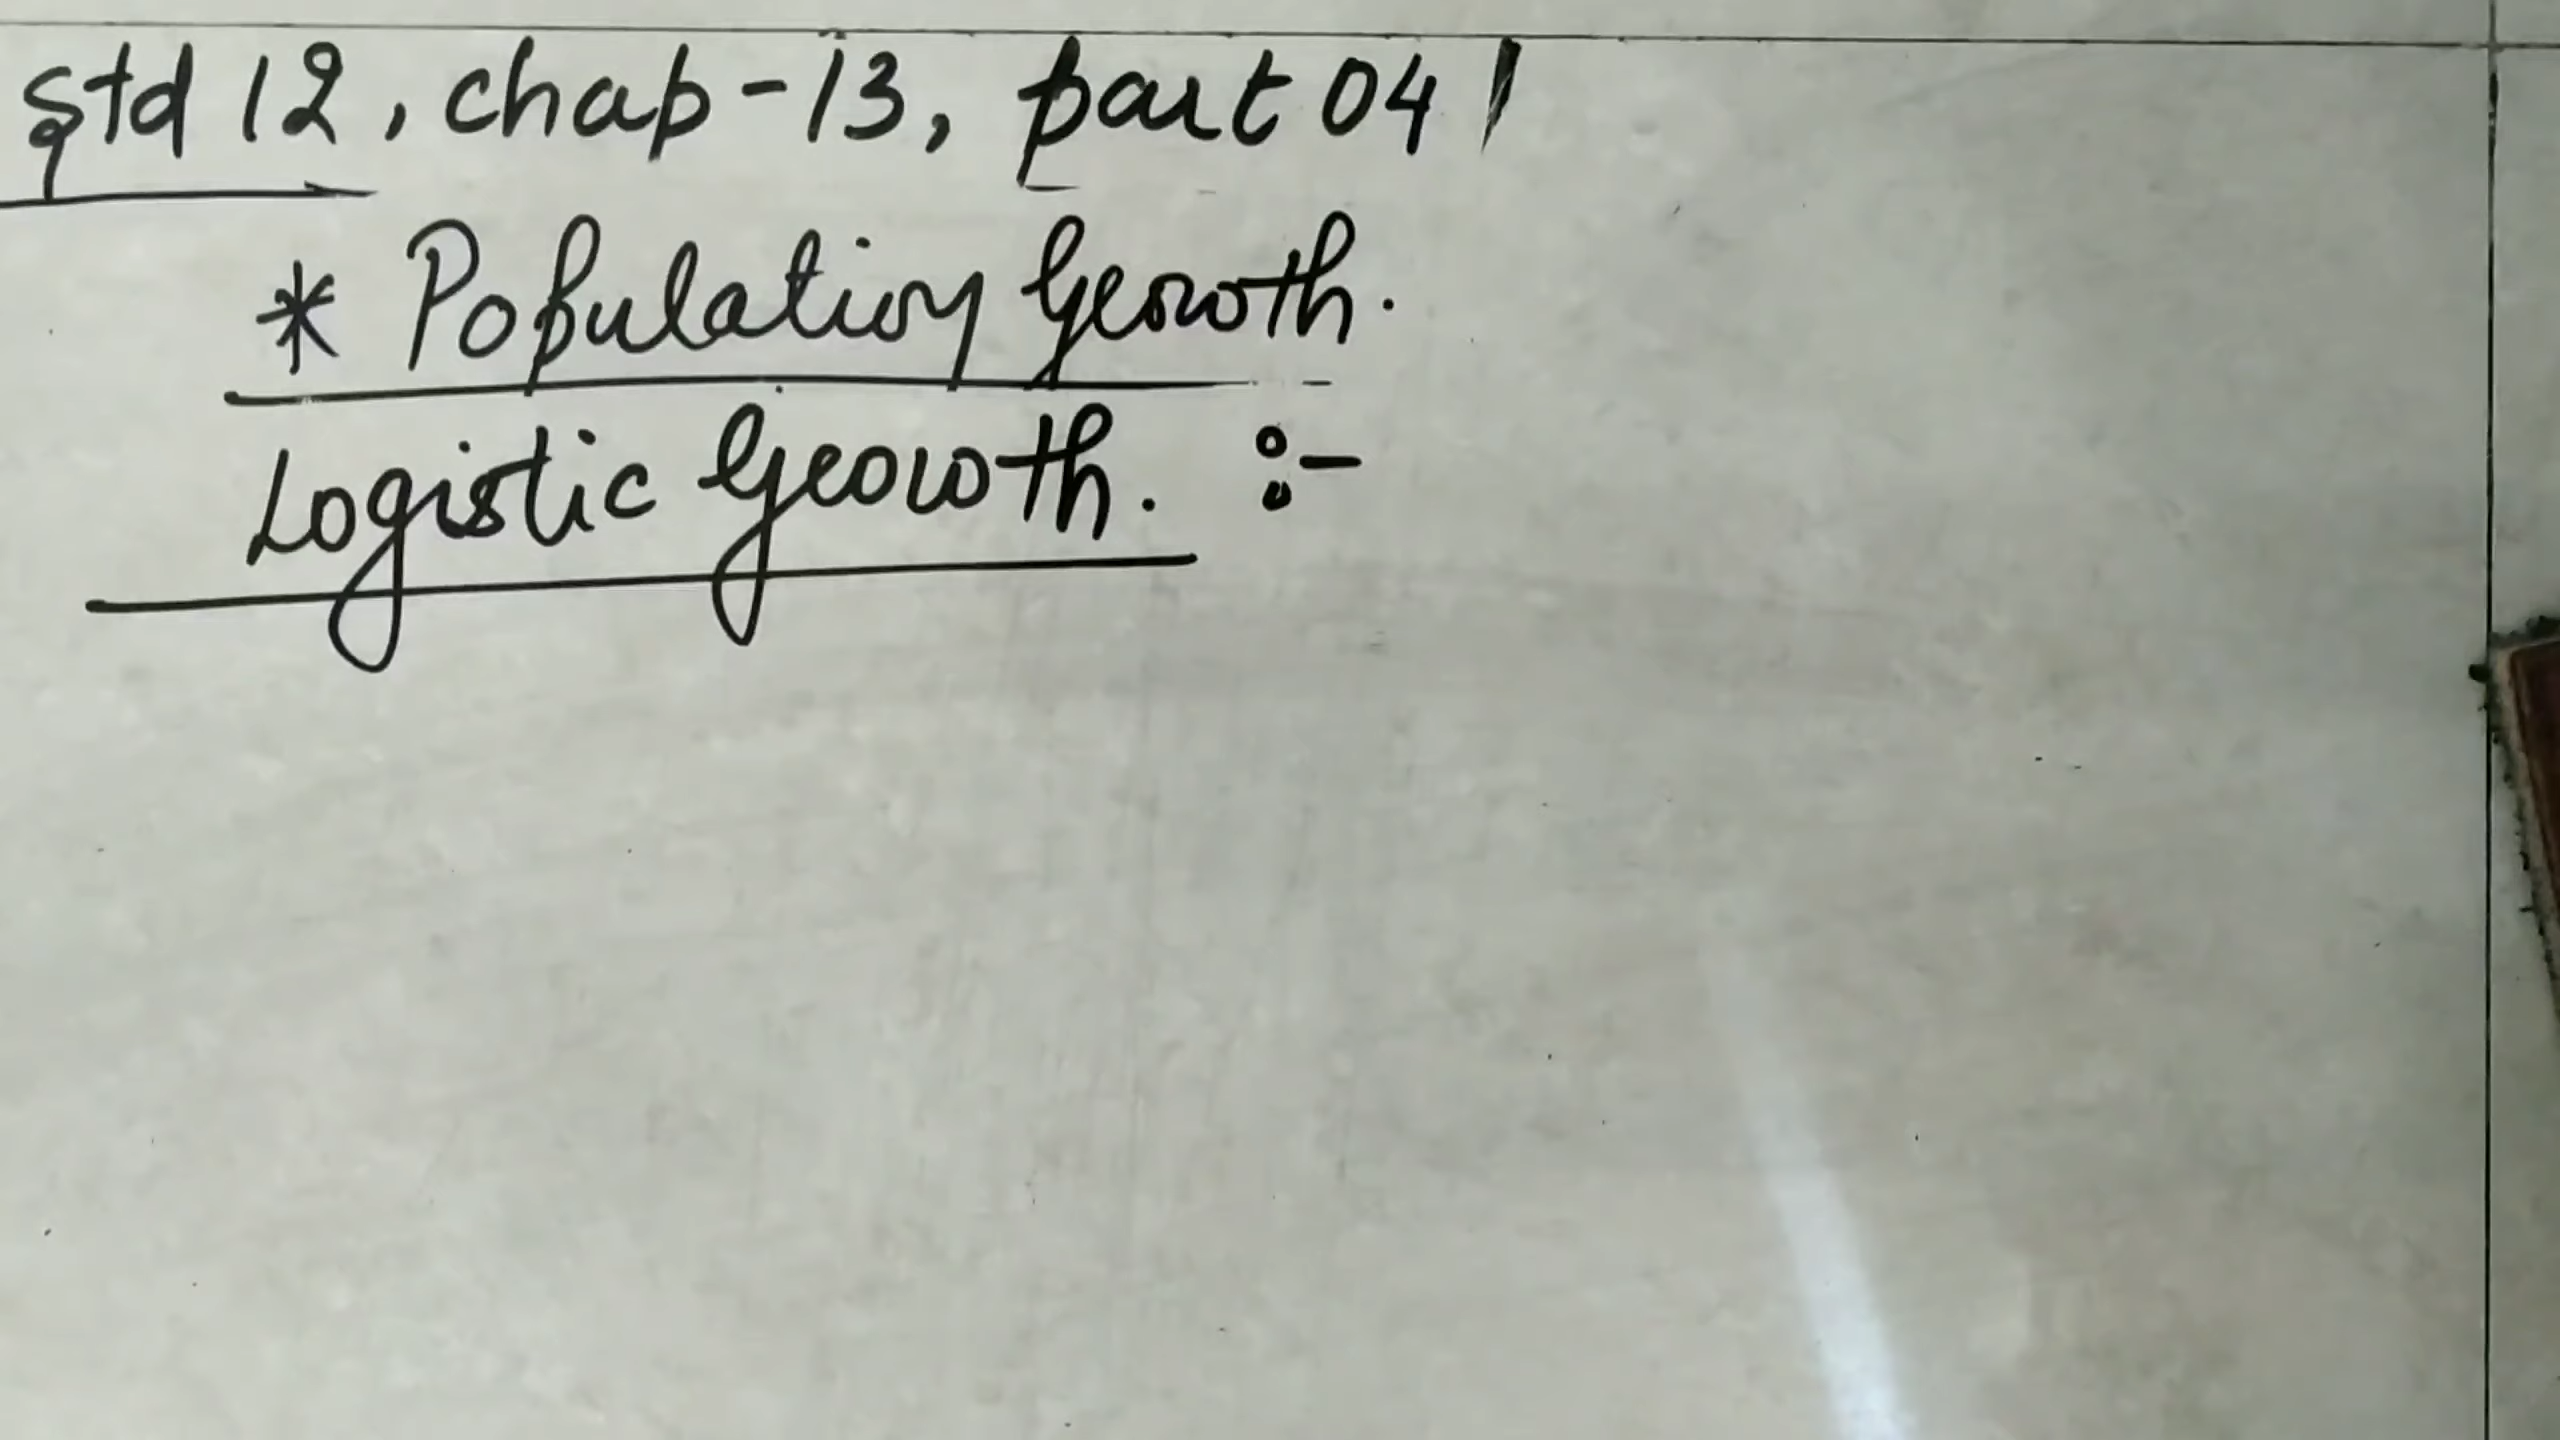 std 12, chap-13, part 04
* Population Growth.
Logistic Growth. :-